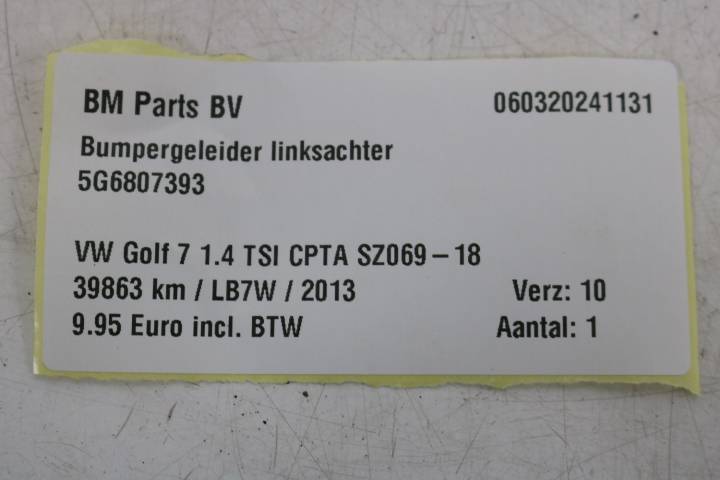 BM Parts BV 060320241131
Bumpergeleider linksachter
5G6807393
VW Golf 7 1.4 TSI CPTA SZ069-18
39863 km / LB7W / 2013 Verz: 10
9.95 Euro incl. BTW Aantal: 1